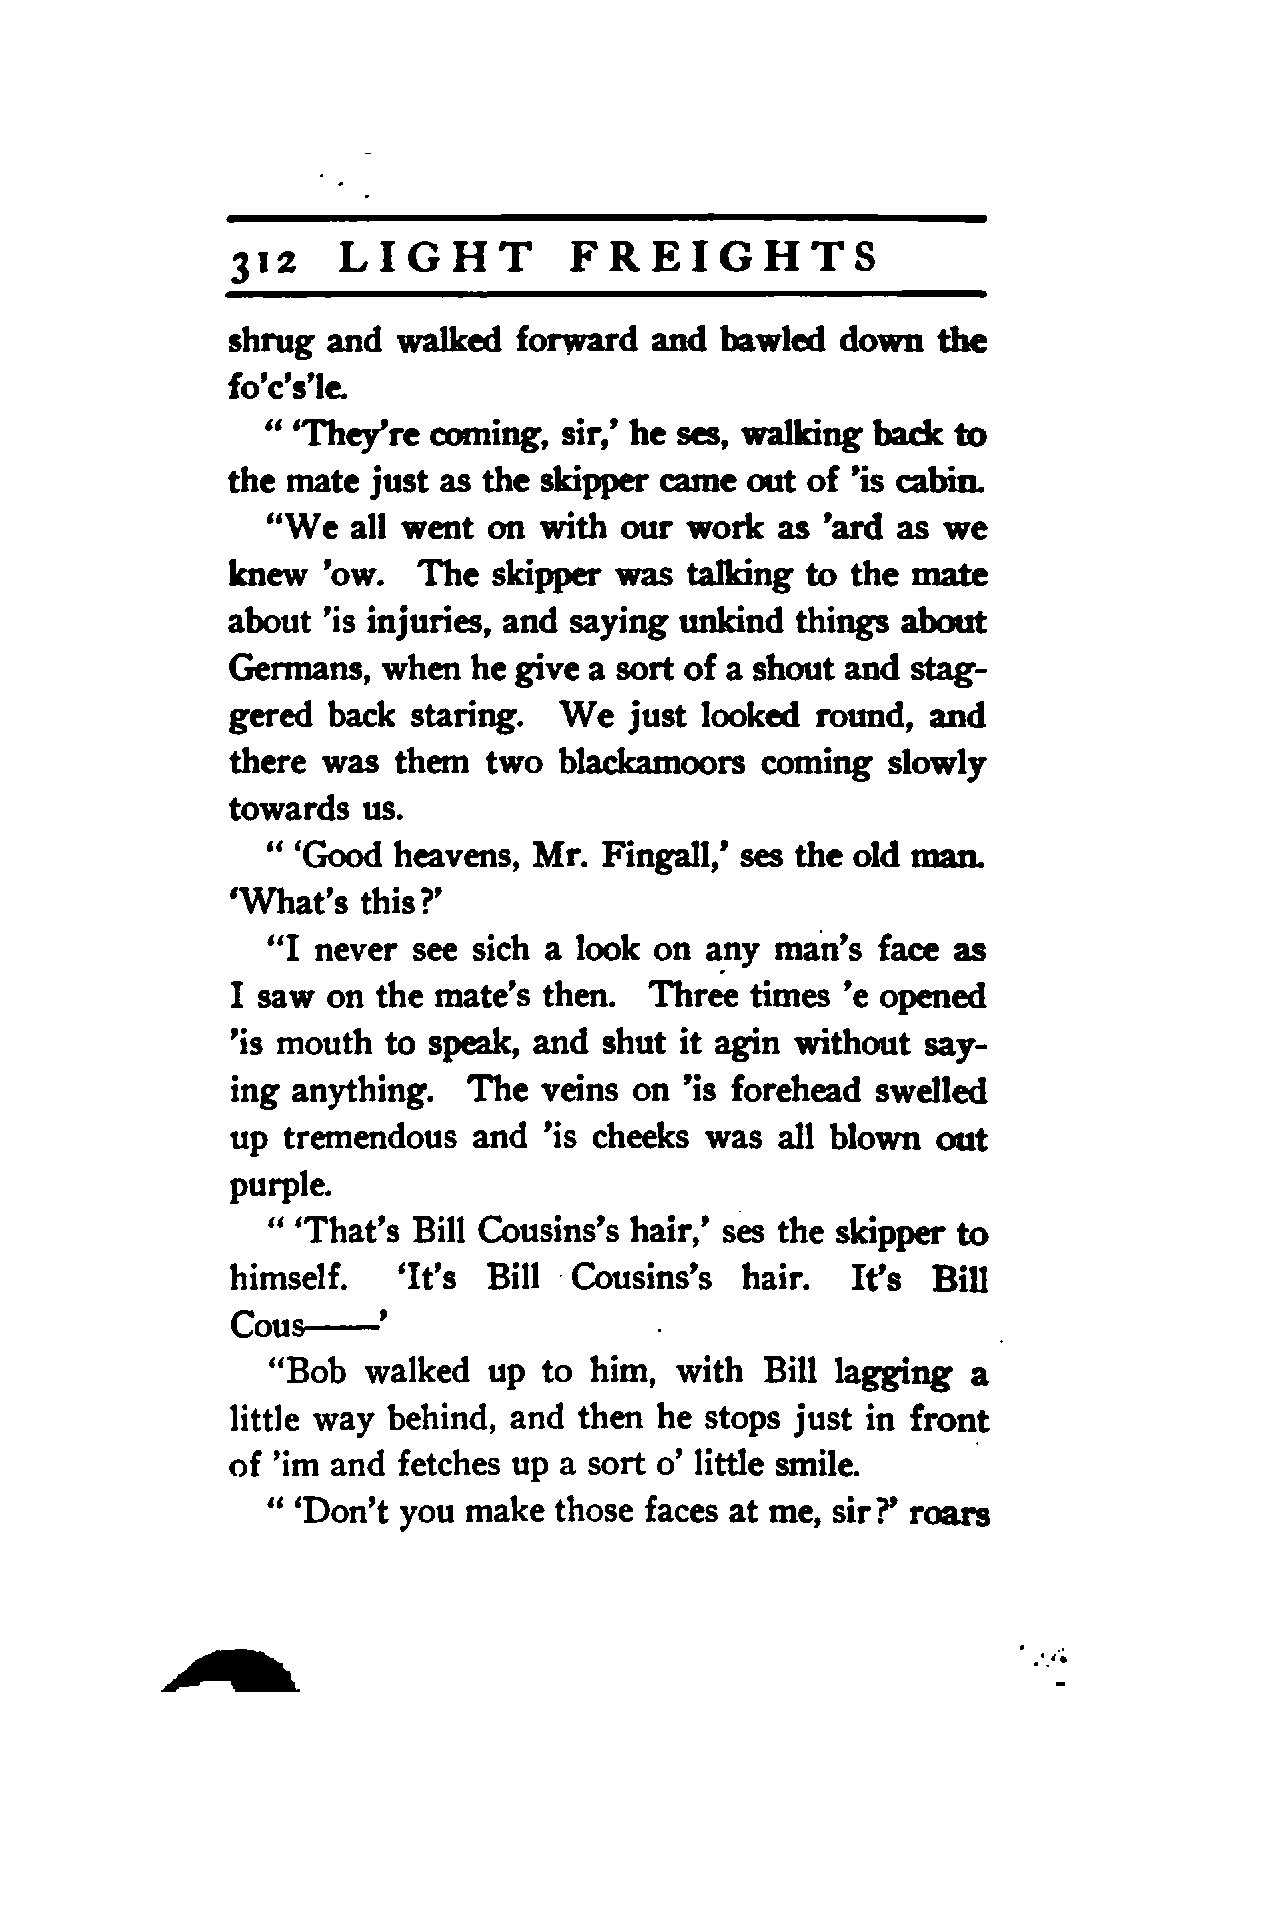 312 LIGHT FREIGHTS
shrug and walked forward and bawled down the
fo'c's'le.
" 'They're coming, sir,' he ses, walking back to
the mate just as the skipper came out of 'is cabin.
"We all went on with our work as 'ard as we
knew 'ow. The skipper was talking to the mate
about 'is injuries, and saying unkind things about
Germans, when he give a sort of a shout and stag-
gered back staring. We just looked round, and
there was them two blackamoors coming slowly
towards us.
" 'Good heavens, Mr. Fingall,' ses the old man.
'What's this?'
"I never see sich a look on any man's face as
I saw on the mate's then. Three times 'e opened
'is mouth to speak, and shut it agin without say-
ing anything. The veins on 'is forehead swelled
up tremendous and 'is cheeks was all blown out
purple.
" 'That's Bill Cousins's hair,' ses the skipper to
himself. 'It's Bill Cousins's hair. It's Bill
Cous——'
"Bob walked up to him, with Bill lagging a
little way behind, and then he stops just in front
of 'im and fetches up a sort o' little smile.
" 'Don't you make those faces at me, sir?' roars